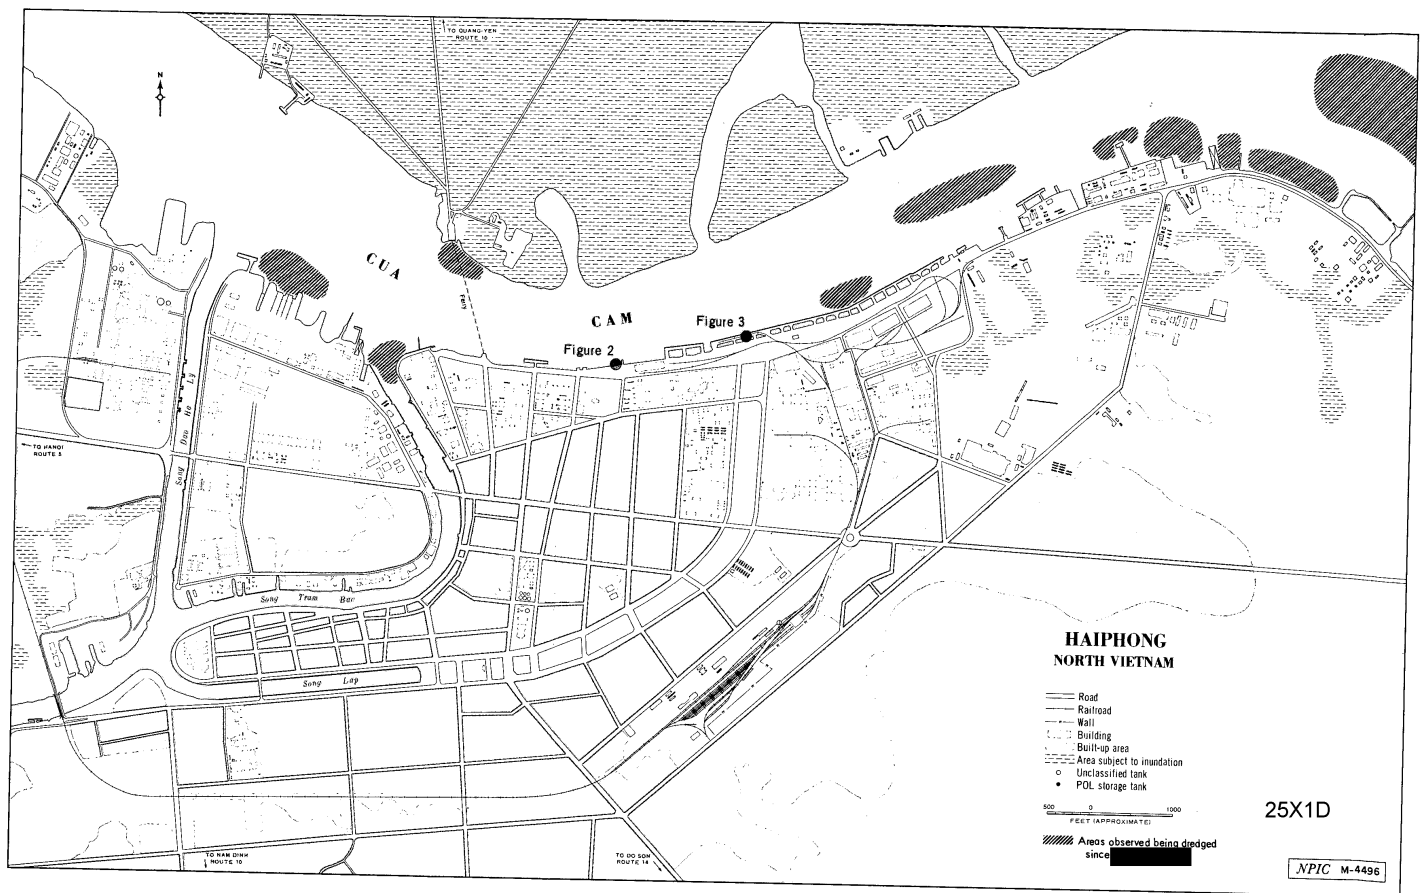 TO QUANG-YEN
ROUTE 10
N
CUA
Ferry
CAM
Figure 3
Figure 2
Song Dao Ha Ly
TO HANOI
ROUTE 5
Song Tram Bac
Song Lap
HAIPHONG
NORTH VIETNAM
Road
Railroad
Wall
Building
Built-up area
Area subject to inundation
Unclassified tank
POL storage tank
500 0 1000
FEET (APPROXIMATE)
Areas observed being dredged
since
25X1D
TO NAM DINH
ROUTE 10
TO DO SON
ROUTE 14
NPIC M-4496